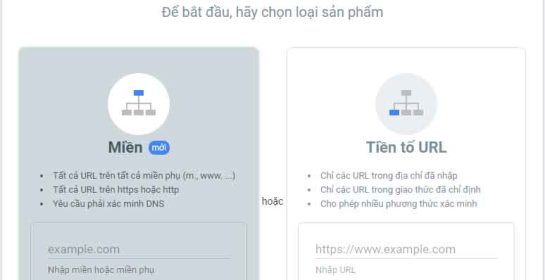 Để bắt đầu, hãy chọn loại sản phẩm
Miền mới
Tất cả URL trên tất cả miền phụ (m., www. ...)
Tất cả URL trên https hoặc http
Yêu cầu phải xác minh DNS
example.com
Nhập miền hoặc miền phụ
hoặc
Tiền tố URL
Chỉ các URL trong địa chỉ đã nhập
Chỉ các URL trong giao thức đã chỉ định
Cho phép nhiều phương thức xác minh
https://www.example.com
Nhập URL